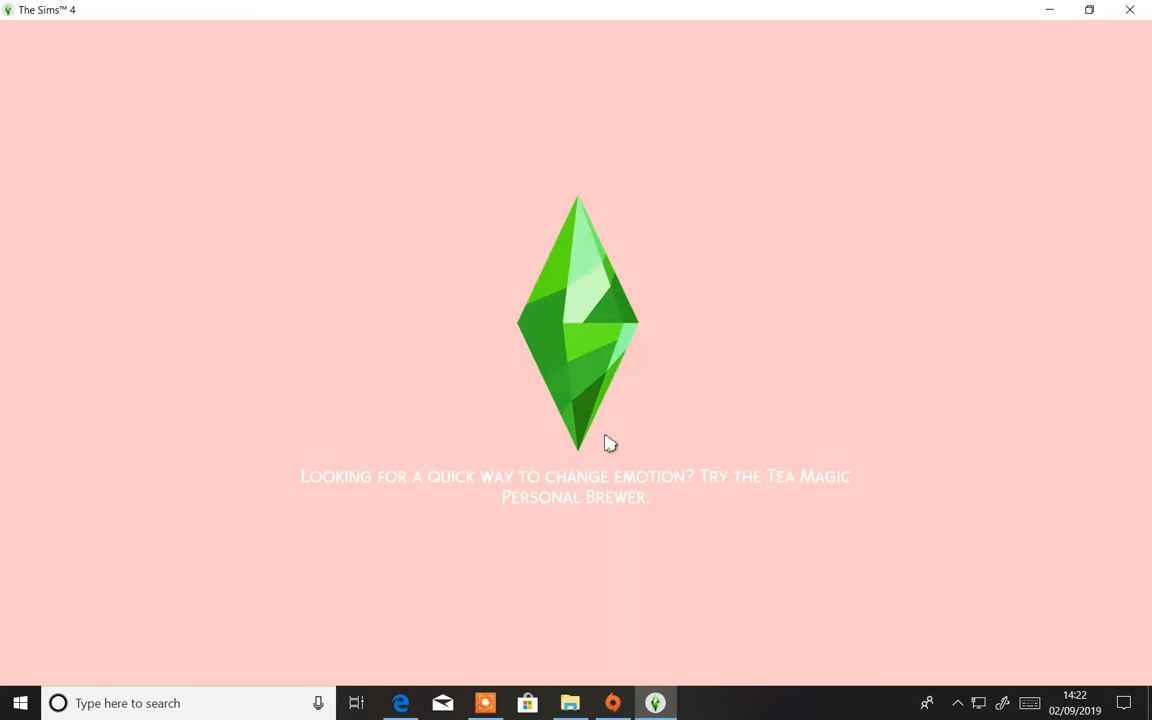 The Sims™ 4
Looking for a quick way to change emotion? Try the Tea Magic
Personal Brewer.
Type here to search
14:22
02/09/2019